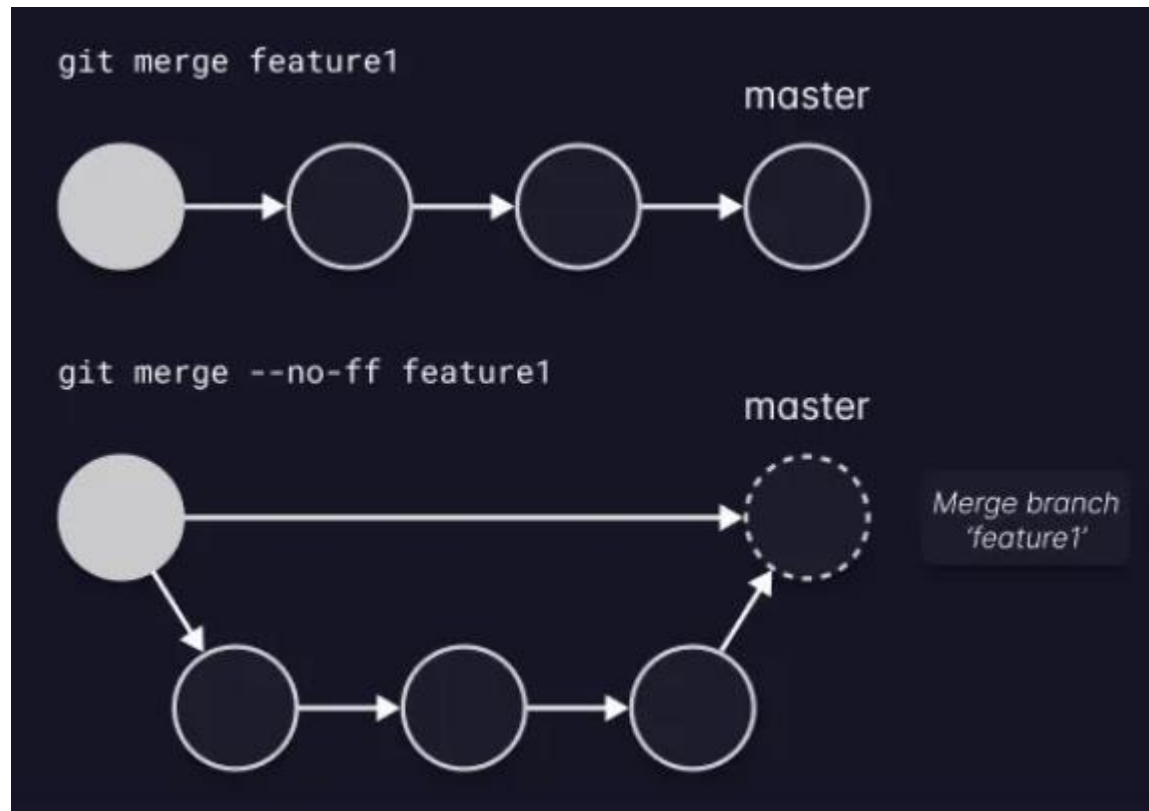 git merge feature1
master
git merge --no-ff feature1
master
Merge branch
'feature1'